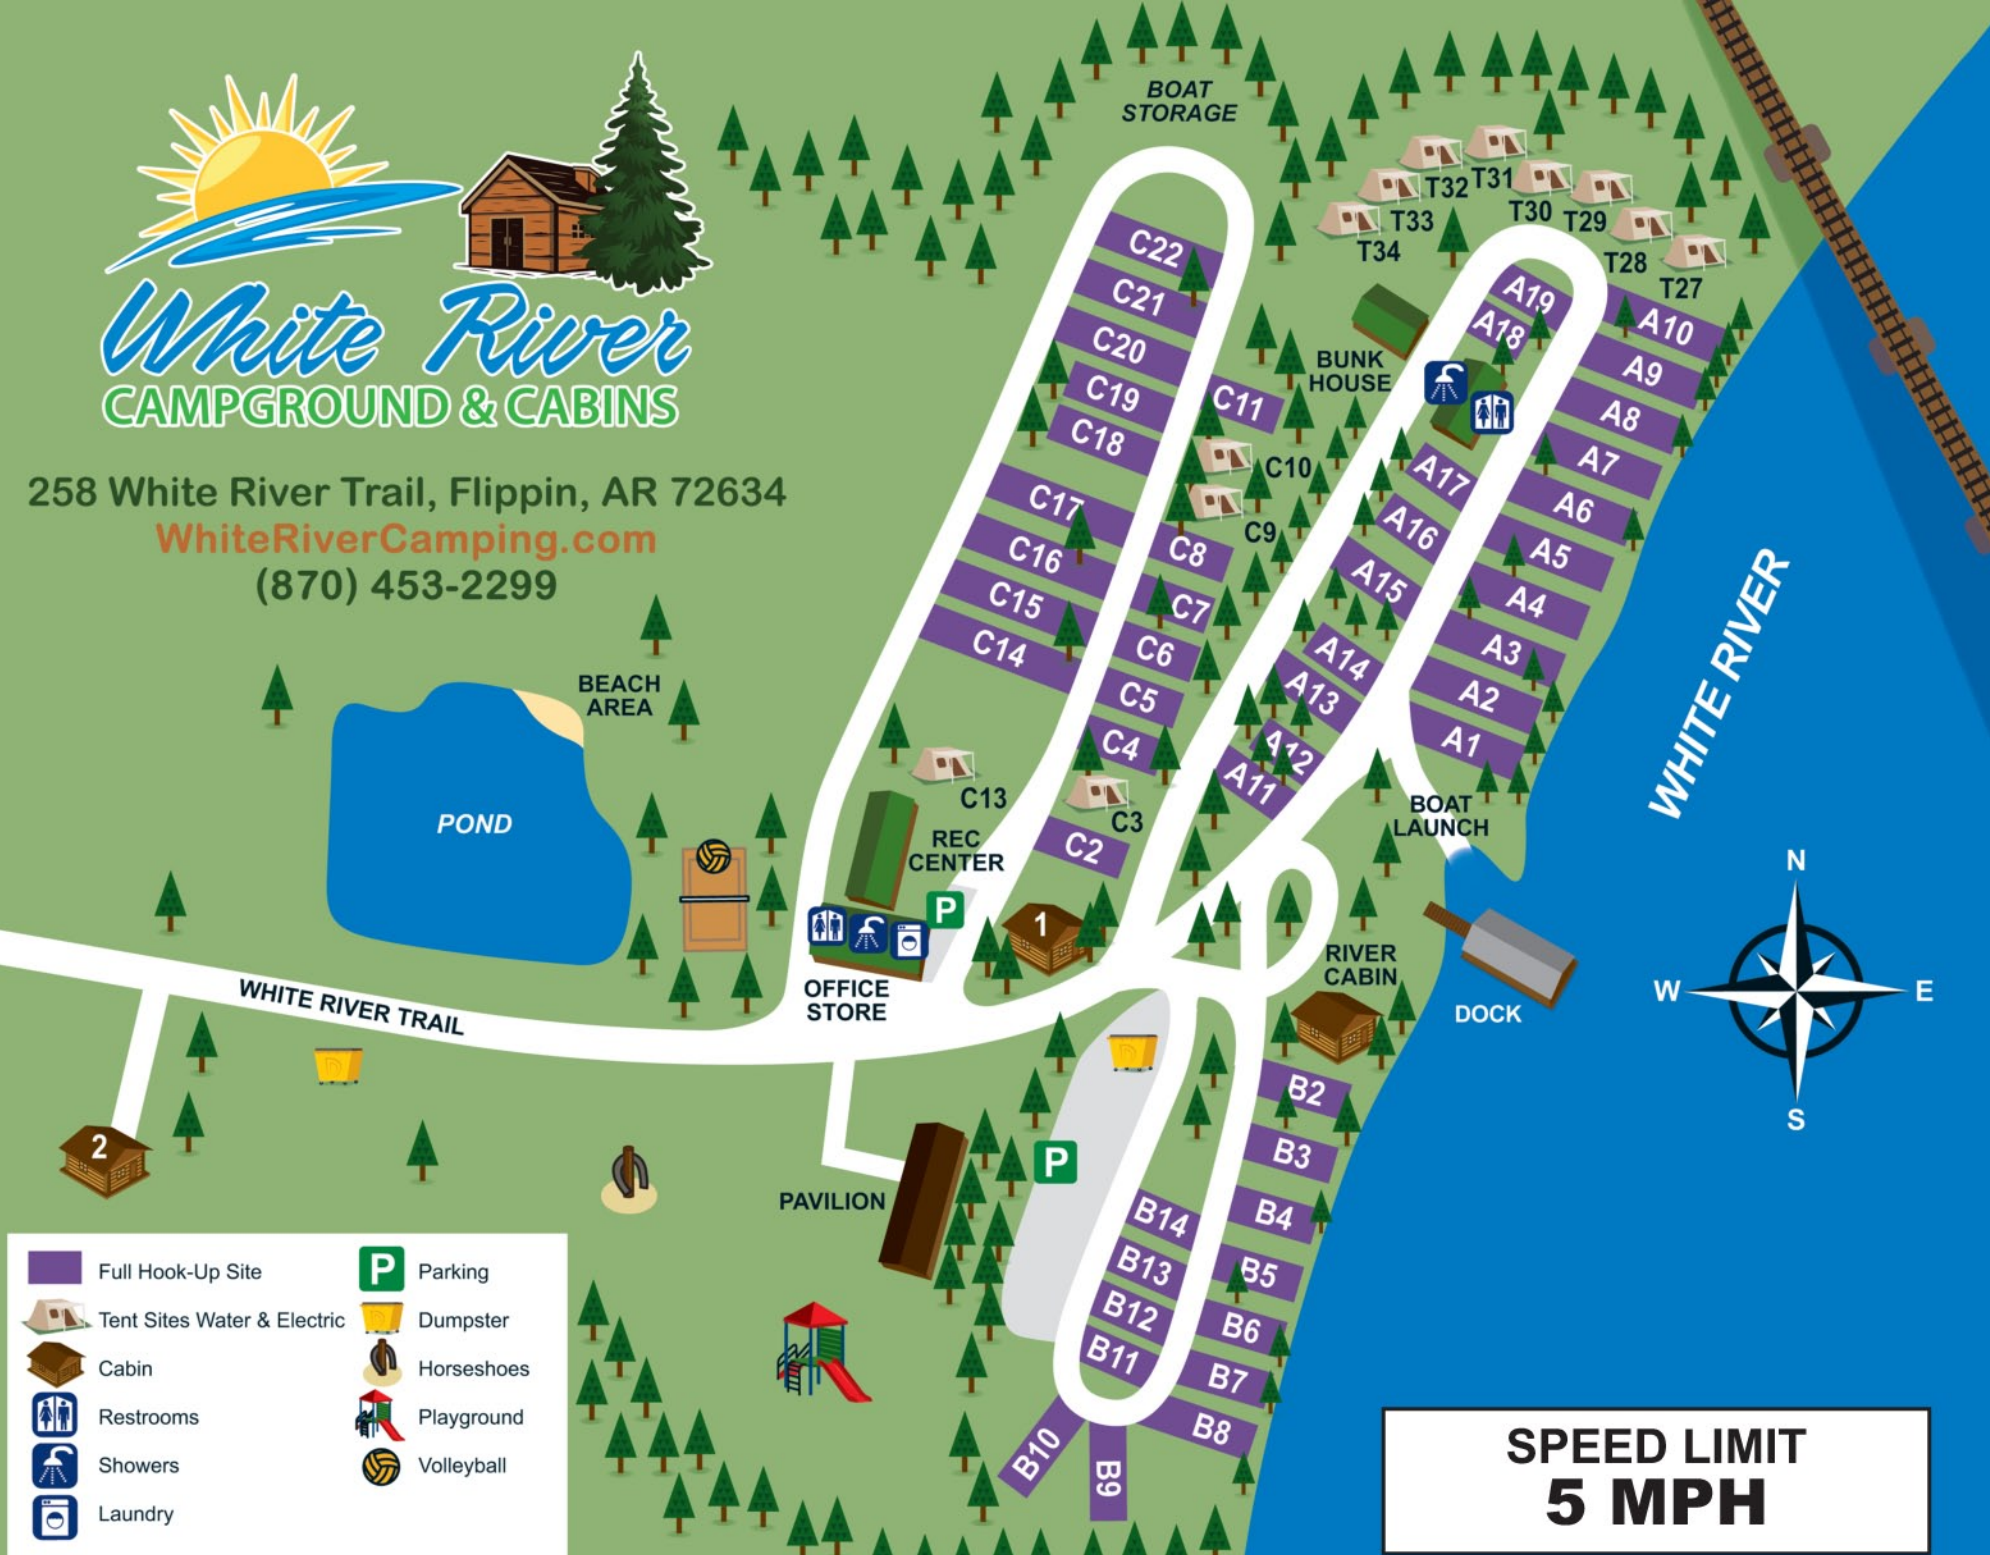 White River
CAMPGROUND & CABINS
258 White River Trail, Flippin, AR 72634
WhiteRiverCamping.com
(870) 453-2299
BOAT
STORAGE
T32
T31
T33
T30
T29
T34
T28
T27
C22
C21
C20
C19
C18
C17
C16
C15
C14
C11
C10
C9
C8
C7
C6
C5
C4
C3
C2
C13
BUNK
HOUSE
A19
A18
A17
A16
A15
A14
A13
A12
A11
A10
A9
A8
A7
A6
A5
A4
A3
A2
A1
WHITE RIVER
BEACH
AREA
POND
REC
CENTER
P
1
OFFICE
STORE
BOAT
LAUNCH
RIVER
CABIN
DOCK
N
W
E
S
WHITE RIVER TRAIL
D
D
2
PAVILION
P
B2
B3
B4
B5
B6
B7
B8
B14
B13
B12
B11
B10
B9
Full Hook-Up Site
Tent Sites Water & Electric
Cabin
Restrooms
Showers
Laundry
P
Parking
Dumpster
Horseshoes
Playground
Volleyball
SPEED LIMIT
5 MPH